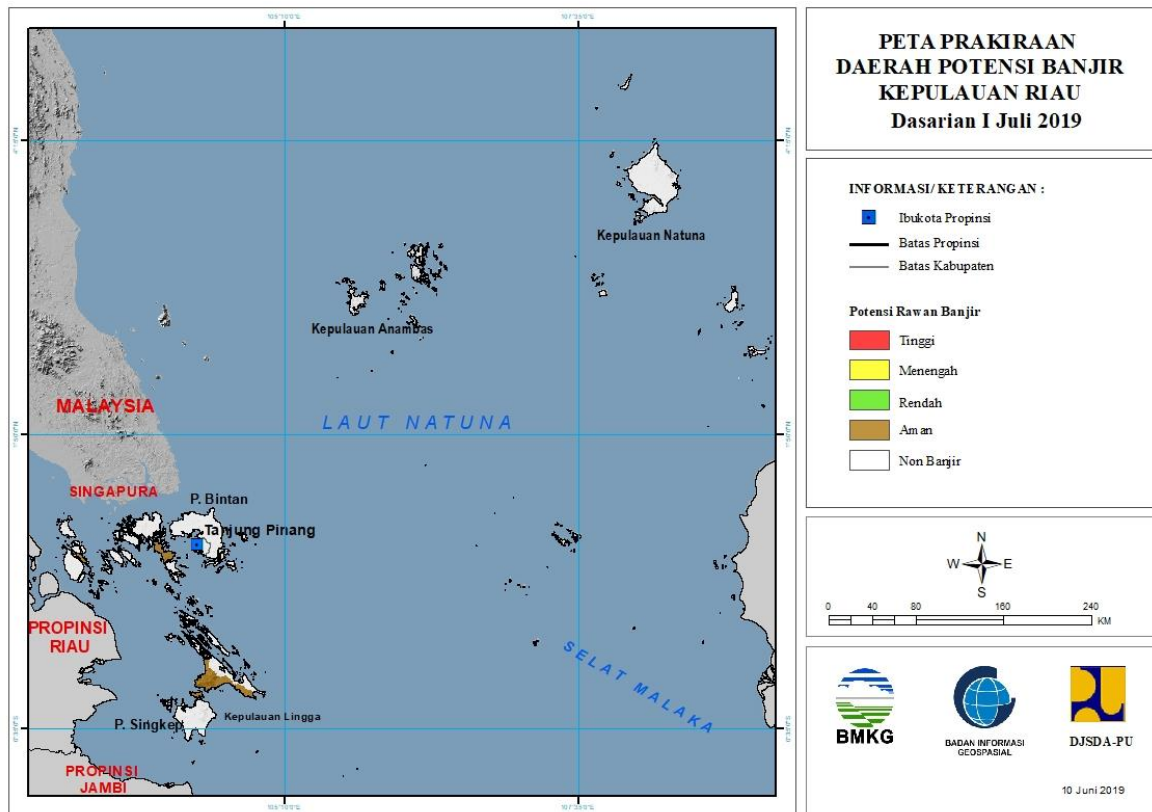 PETA PRAKIRAAN
DAERAH POTENSI BANJIR
KEPULAUAN RIAU
Dasarian I Juli 2019
INFORMASI/ KETERANGAN :
Ibukota Propinsi
Batas Propinsi
Batas Kabupaten
Potensi Rawan Banjir
Tinggi
Menengah
Rendah
Aman
Non Banjir
N
W
E
S
0 40 80 160 240
KM
BMKG
BADAN INFORMASI
GEOSPASIAL
DJSDA-PU
10 Juni 2019
Kepulauan Natuna
Kepulauan Anambas
MALAYSIA
LAUT NATUNA
SINGAPURA
P. Bintan
Tanjung Pinang
PROPINSI
RIAU
SELAT MALAKA
Kepulauan Lingga
P. Singkep
PROPINSI
JAMBI